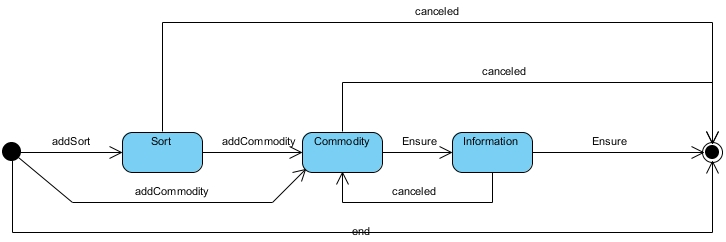 canceled
canceled
addSort
Sort
addCommodity
Commodity
Ensure
Information
Ensure
addCommodity
canceled
end